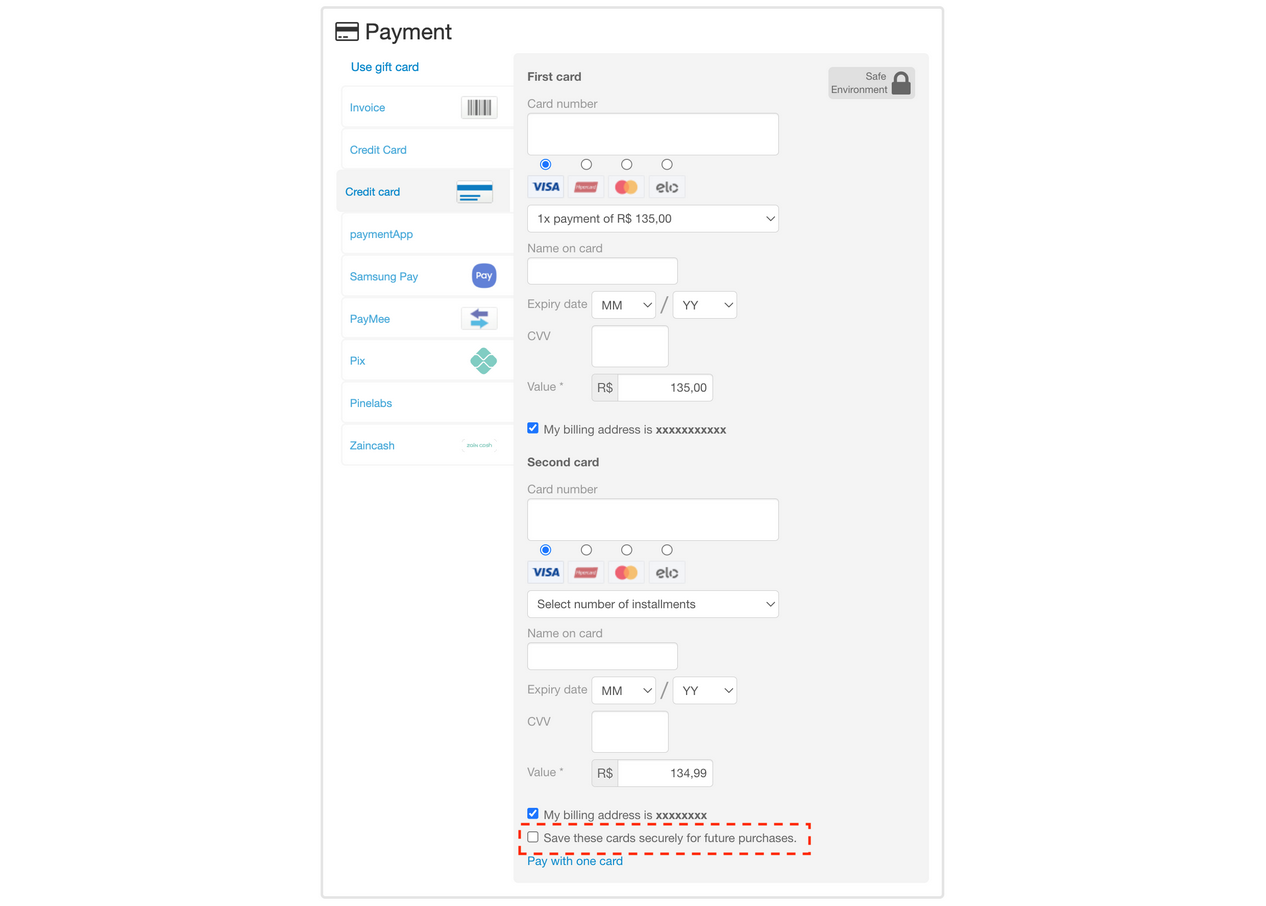 Payment
Use gift card
Invoice
Credit Card
Credit card
paymentApp
Samsung Pay
Pay
PayMee
Pix
Pinelabs
Zaincash
zain cash
Safe
Environment
First card
Card number
VISA
Hipercard
elo
1x payment of R$ 135,00
Name on card
Expiry date MM / YY
CVV
Value * R$ 135,00
My billing address is xxxxxxxxxxx
Second card
Card number
VISA
Hipercard
elo
Select number of installments
Name on card
Expiry date MM / YY
CVV
Value * R$ 134,99
My billing address is xxxxxxxx
Save these cards securely for future purchases.
Pay with one card